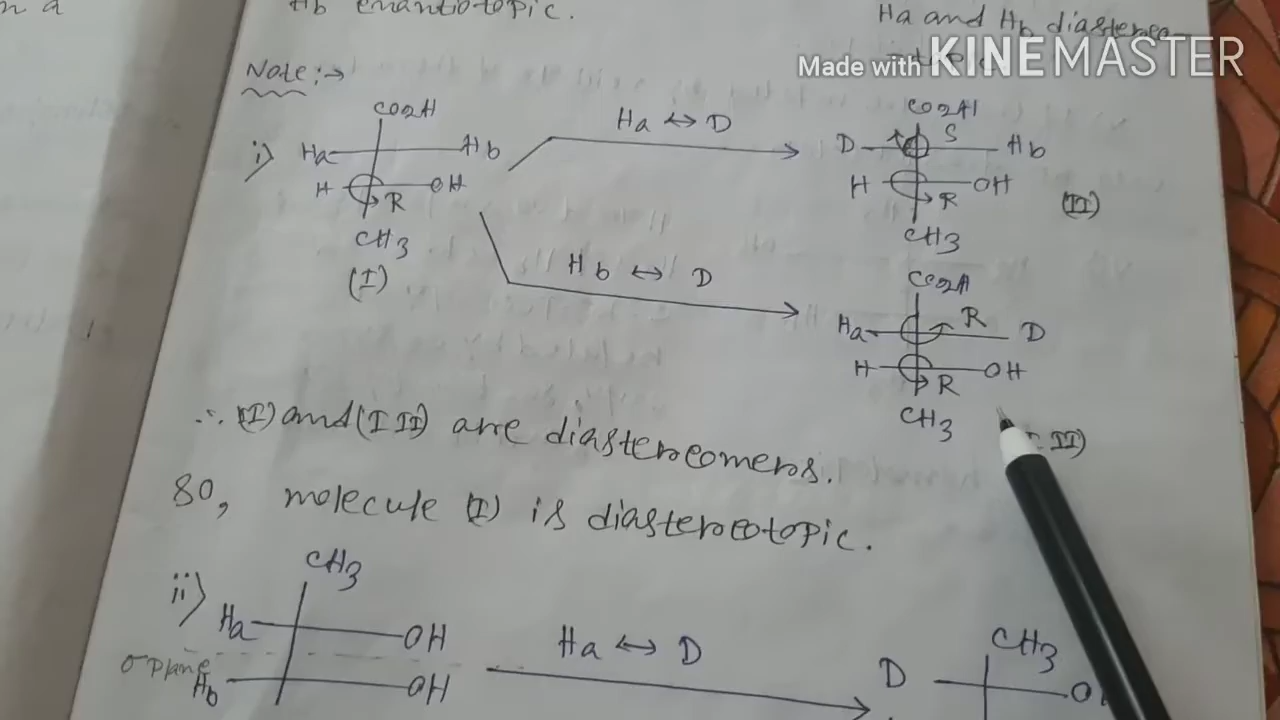 Hb enantiotopic.
Ha and Hb diastereo-
Made with KINEMASTER
Note:→
CO2H
Ha Hb
H OH
R
CH3
(I)
i)
Ha ↔ D
CO2H
S
D Hb
H OH
R
CH3
(II)
Hb ↔ D
CO2H
R
Ha D
H OH
R
CH3
II)
∴ (I) and (III) are diastereomers.
So, molecule (I) is diastereotopic.
ii)
CH3
Ha OH
σ plane
Hb OH
Ha ↔ D
CH3
D